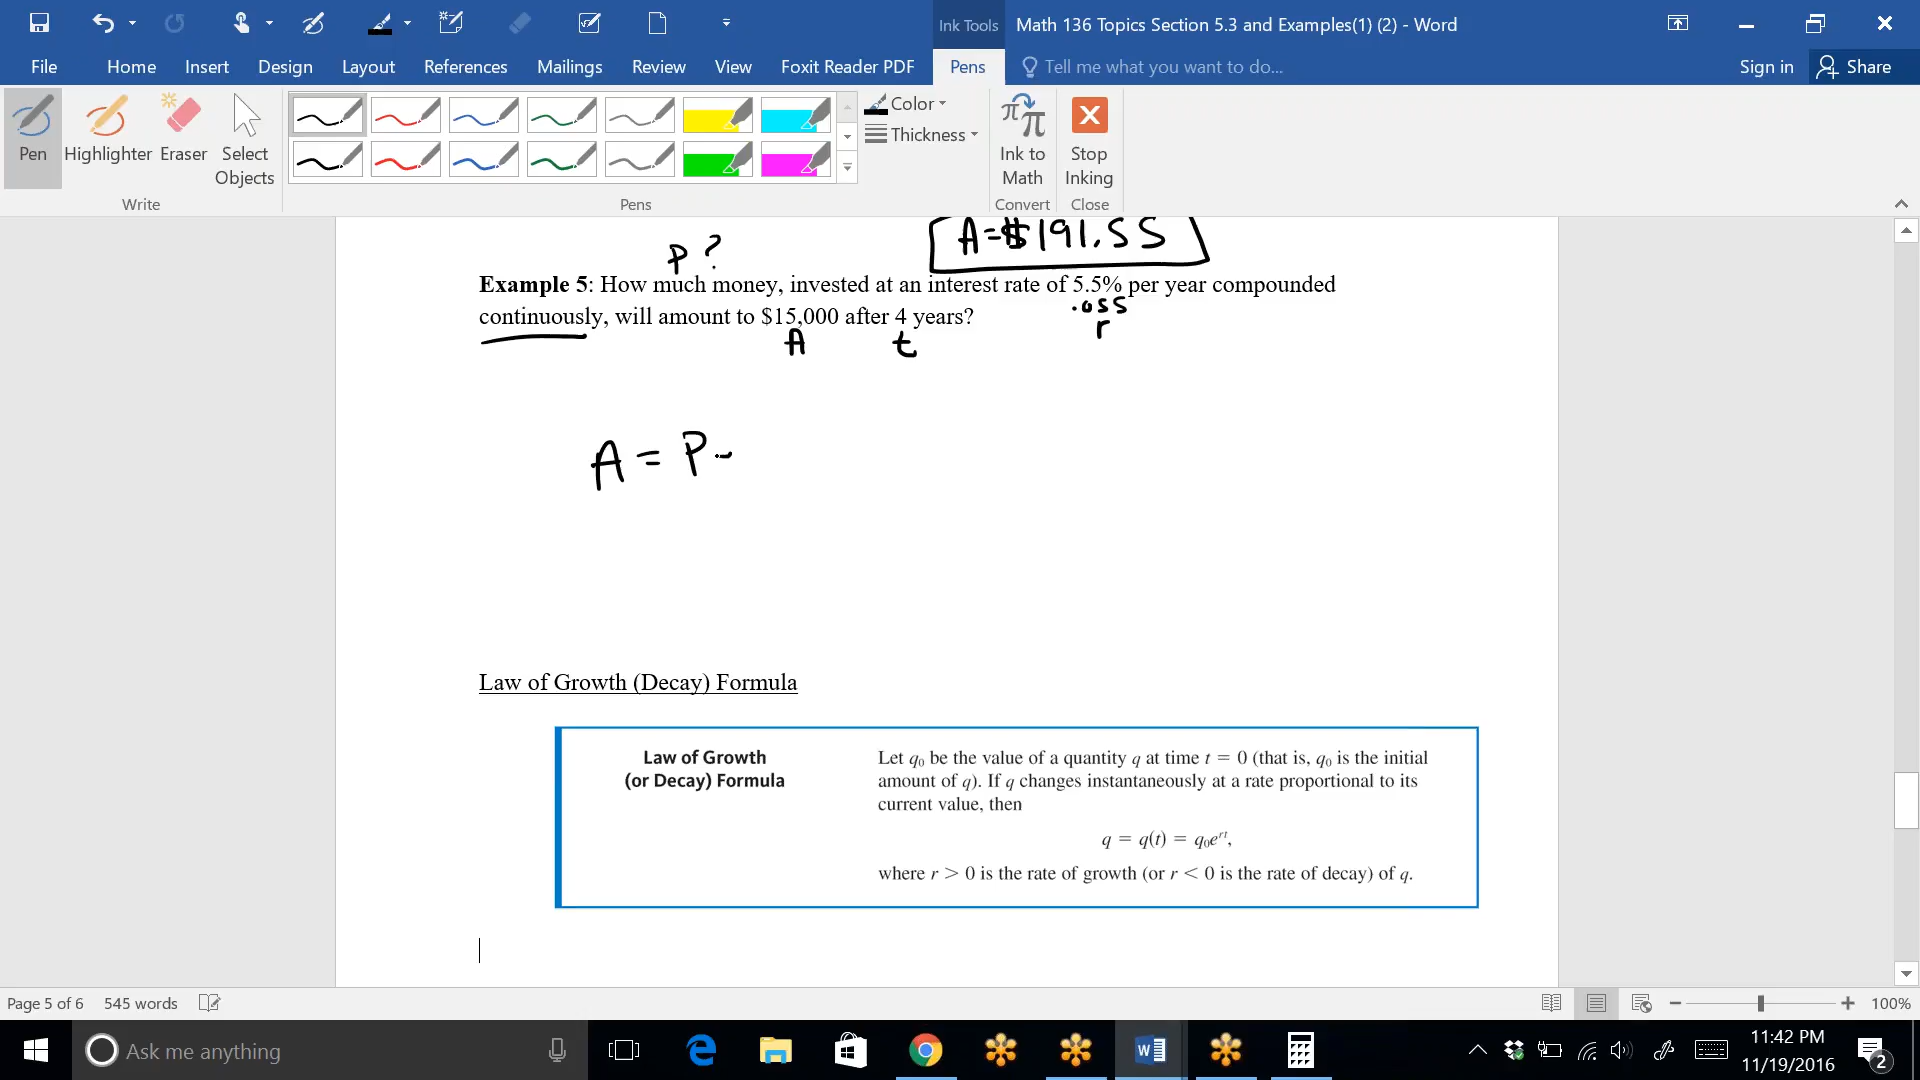 Ink Tools
Math 136 Topics Section 5.3 and Examples(1) (2) - Word
File Home Insert Design Layout References Mailings Review View Foxit Reader PDF Pens Tell me what you want to do... Sign in Share
Pen Highlighter Eraser Select Objects
Color
Thickness
Ink to Math
Stop Inking
Write Pens Convert Close
A=$191.55
P ?
Example 5: How much money, invested at an interest rate of 5.5% per year compounded
.055
continuously, will amount to $15,000 after 4 years?
A t r
A = P
Law of Growth (Decay) Formula
Law of Growth
(or Decay) Formula
Let q₀ be the value of a quantity q at time t = 0 (that is, q₀ is the initial
amount of q). If q changes instantaneously at a rate proportional to its
current value, then
q = q(t) = q₀eʳᵗ,
where r > 0 is the rate of growth (or r < 0 is the rate of decay) of q.
Page 5 of 6 545 words 100%
Ask me anything
11:42 PM
11/19/2016
2